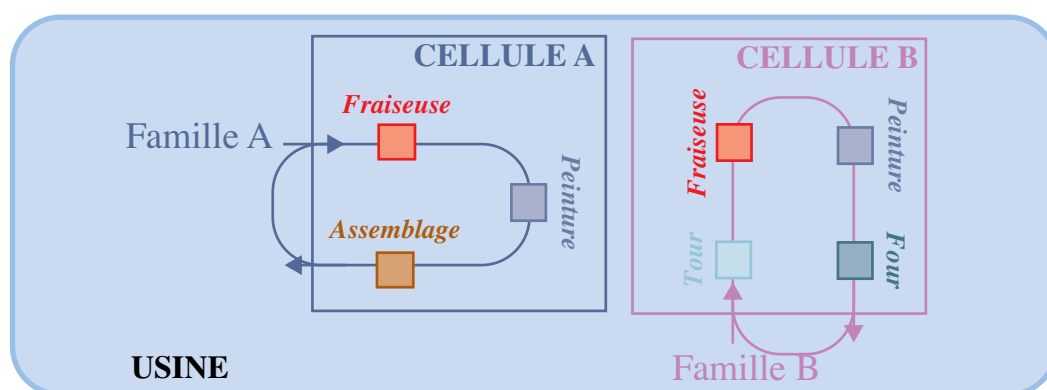 CELLULE A
Fraiseuse
Famille A
Peinture
Assemblage
CELLULE B
Fraiseuse
Peinture
Tour
Four
Famille B
USINE